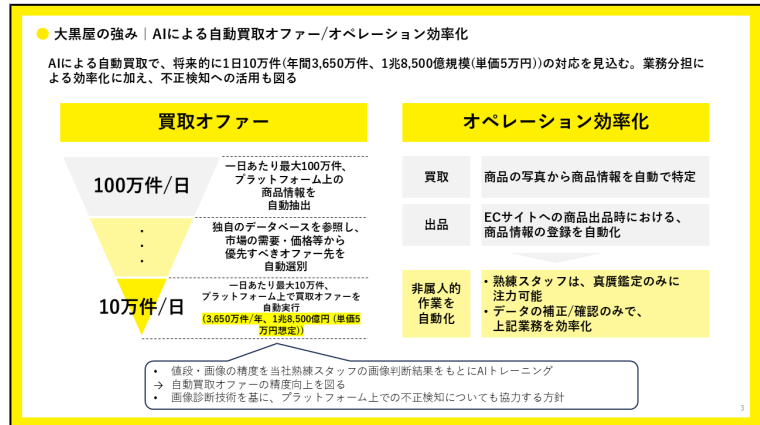 大黒屋の強み｜AIによる自動買取オファー/オペレーション効率化
AIによる自動買取で、将来的に1日10万件(年間3,650万件、1兆8,500億規模(単価5万円))の対応を見込む。業務分担に
よる効率化に加え、不正検知への活用も図る
買取オファー
100万件/日
一日あたり最大100万件、
プラットフォーム上の
商品情報を
自動抽出
・
・
・
独自のデータベースを参照し、
市場の需要・価格等から
優先すべきオファー先を
自動選別
10万件/日
一日あたり最大10万件、
プラットフォーム上で買取オファーを
自動実行
(3,650万件/年、1兆8,500億円 (単価5
万円想定))
オペレーション効率化
買取
商品の写真から商品情報を自動で特定
出品
ECサイトへの商品出品時における、
商品情報の登録を自動化
非属人的
作業を
自動化
・熟練スタッフは、真贋鑑定のみに
注力可能
・データの補正/確認のみで、
上記業務を効率化
• 値段・画像の精度を当社熟練スタッフの画像判断結果をもとにAIトレーニング
→ 自動買取オファーの精度向上を図る
• 画像診断技術を基に、プラットフォーム上での不正検知についても協力する方針
3